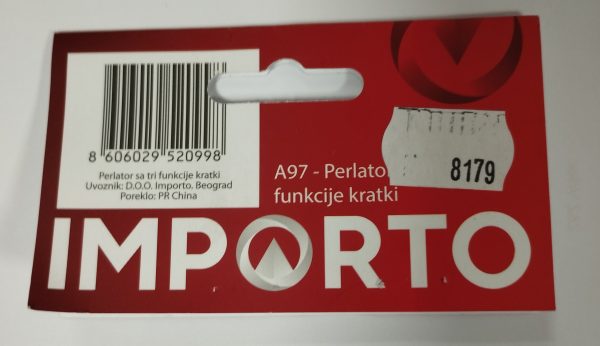 8 606029 520998
Perlator sa tri funkcije kratki
Uvoznik: D.O.O. Importo, Beograd
Poreklo: PR China
A97 - Perlator
funkcije kratki
8179
IMPORTO